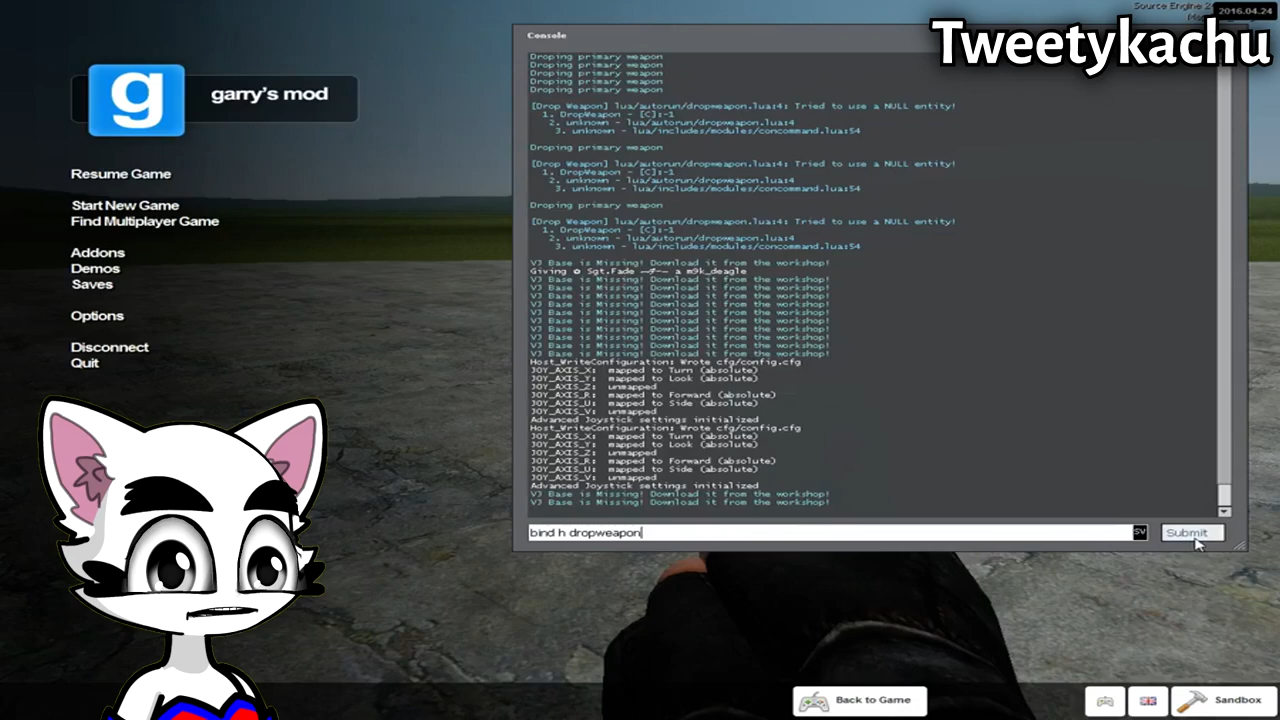 Source Engine 2
2016.04.24
Tweetykachu
g
garry's mod
Resume Game
Start New Game
Find Multiplayer Game
Addons
Demos
Saves
Options
Disconnect
Quit
Console
Droping primary weapon
Droping primary weapon
Droping primary weapon
Droping primary weapon
Droping primary weapon
[Drop Weapon] lua/autorun/dropweapon.lua:4: Tried to use a NULL entity!
1. DropWeapon - [C]:-1
2. unknown - lua/autorun/dropweapon.lua:4
3. unknown - lua/includes/modules/concommand.lua:54
Droping primary weapon
[Drop Weapon] lua/autorun/dropweapon.lua:4: Tried to use a NULL entity!
1. DropWeapon - [C]:-1
2. unknown - lua/autorun/dropweapon.lua:4
3. unknown - lua/includes/modules/concommand.lua:54
Droping primary weapon
[Drop Weapon] lua/autorun/dropweapon.lua:4: Tried to use a NULL entity!
1. DropWeapon - [C]:-1
2. unknown - lua/autorun/dropweapon.lua:4
3. unknown - lua/includes/modules/concommand.lua:54
VJ Base is Missing! Download it from the workshop!
Giving ✿ Sgt.Fade a m9k_deagle
VJ Base is Missing! Download it from the workshop!
VJ Base is Missing! Download it from the workshop!
VJ Base is Missing! Download it from the workshop!
VJ Base is Missing! Download it from the workshop!
VJ Base is Missing! Download it from the workshop!
VJ Base is Missing! Download it from the workshop!
VJ Base is Missing! Download it from the workshop!
VJ Base is Missing! Download it from the workshop!
VJ Base is Missing! Download it from the workshop!
VJ Base is Missing! Download it from the workshop!
Host_WriteConfiguration: Wrote cfg/config.cfg
JOY_AXIS_X: mapped to Turn (absolute)
JOY_AXIS_Y: mapped to Look (absolute)
JOY_AXIS_Z: unmapped
JOY_AXIS_R: mapped to Forward (absolute)
JOY_AXIS_U: mapped to Side (absolute)
JOY_AXIS_V: unmapped
Advanced Joystick settings initialized
Host_WriteConfiguration: Wrote cfg/config.cfg
JOY_AXIS_X: mapped to Turn (absolute)
JOY_AXIS_Y: mapped to Look (absolute)
JOY_AXIS_Z: unmapped
JOY_AXIS_R: mapped to Forward (absolute)
JOY_AXIS_U: mapped to Side (absolute)
JOY_AXIS_V: unmapped
Advanced Joystick settings initialized
VJ Base is Missing! Download it from the workshop!
VJ Base is Missing! Download it from the workshop!
bind h dropweapon
SV
Submit
Back to Game
Sandbox